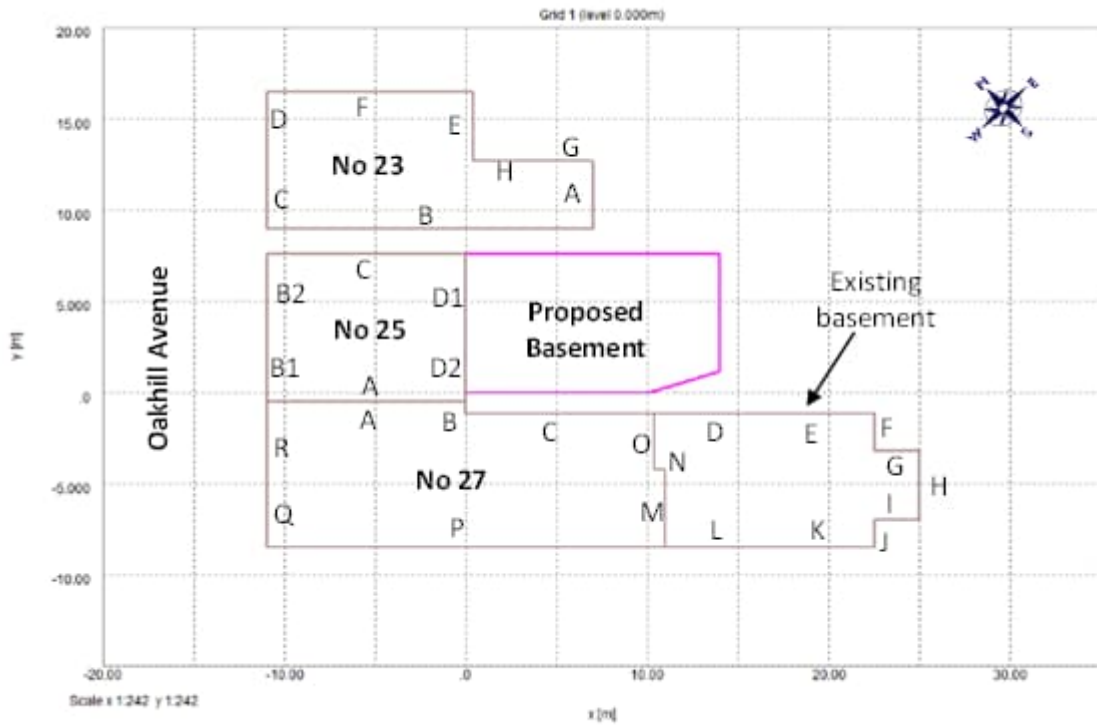 Grid 1 (level 0.000m)
20.00
15.00
10.00
5.000
.0
-5.000
-10.00
y [m]
Oakhill Avenue
D
F
E
No 23
G
H
A
C
B
N
E
W
S
C
B2
D1
No 25
B1
D2
A
Proposed
Basement
Existing
basement
A
B
C
O
D
E
F
R
N
G
H
No 27
Q
M
I
P
L
K
J
-20.00
-10.00
.0
10.00
20.00
30.00
Scale x 1:242 y 1:242
x [m]